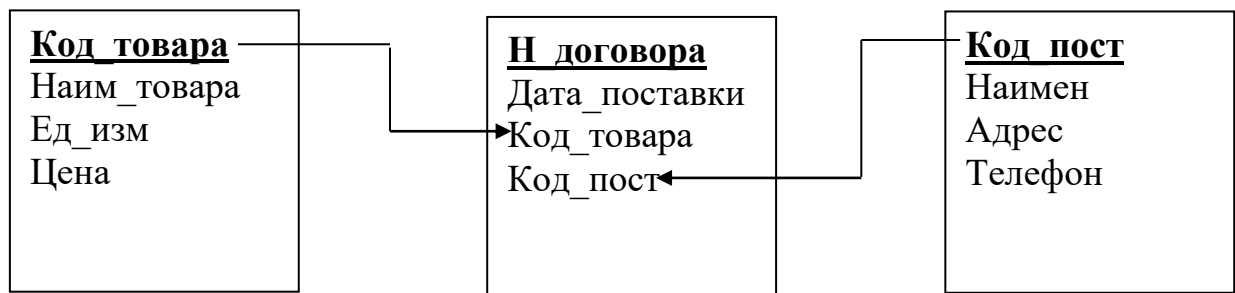 Код_товара
Наим_товара
Ед_изм
Цена
Н_договора
Дата_поставки
Код_товара
Код_пост
Код_пост
Наимен
Адрес
Телефон